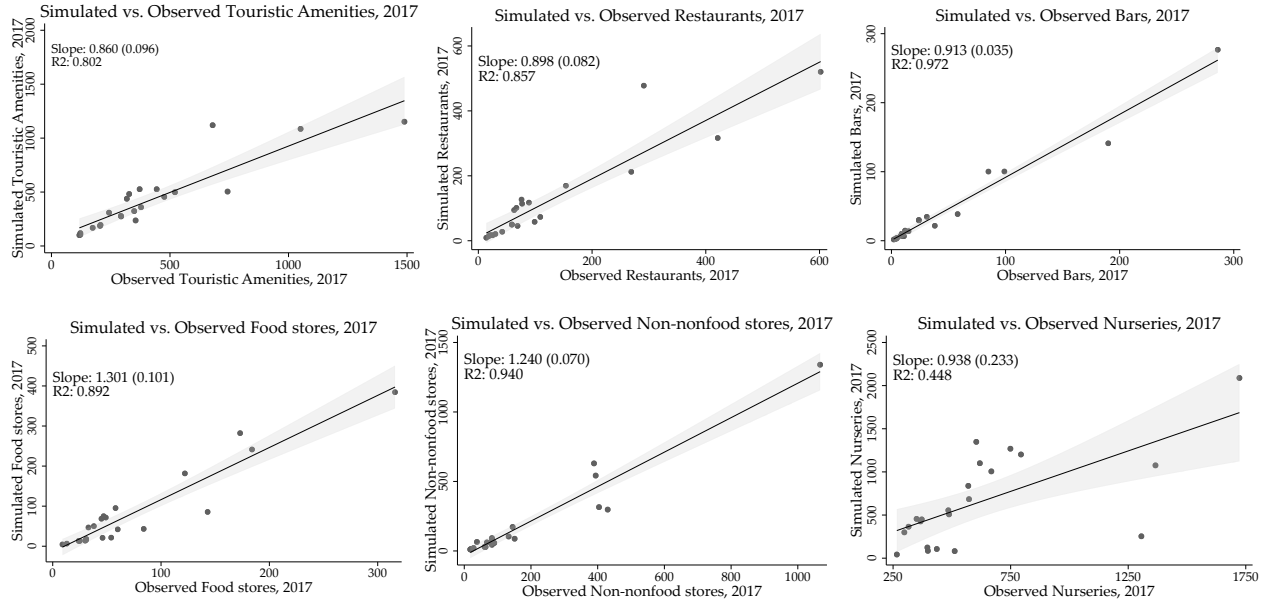 Simulated vs. Observed Touristic Amenities, 2017
Slope: 0.860 (0.096)
R2: 0.802
Simulated Touristic Amenities, 2017
0 500 1000 1500 2000
0 500 1000 1500
Observed Touristic Amenities, 2017
Simulated vs. Observed Restaurants, 2017
Slope: 0.898 (0.082)
R2: 0.857
Simulated Restaurants, 2017
0 200 400 600
0 200 400 600
Observed Restaurants, 2017
Simulated vs. Observed Bars, 2017
Slope: 0.913 (0.035)
R2: 0.972
Simulated Bars, 2017
0 100 200 300
0 100 200 300
Observed Bars, 2017
Simulated vs. Observed Food stores, 2017
Slope: 1.301 (0.101)
R2: 0.892
Simulated Food stores, 2017
0 100 200 300 400 500
0 100 200 300
Observed Food stores, 2017
Simulated vs. Observed Non-nonfood stores, 2017
Slope: 1.240 (0.070)
R2: 0.940
Simulated Non-nonfood stores, 2017
0 500 1000 1500
0 200 400 600 800 1000
Observed Non-nonfood stores, 2017
Simulated vs. Observed Nurseries, 2017
Slope: 0.938 (0.233)
R2: 0.448
Simulated Nurseries, 2017
0 500 1000 1500 2000 2500
250 750 1250 1750
Observed Nurseries, 2017